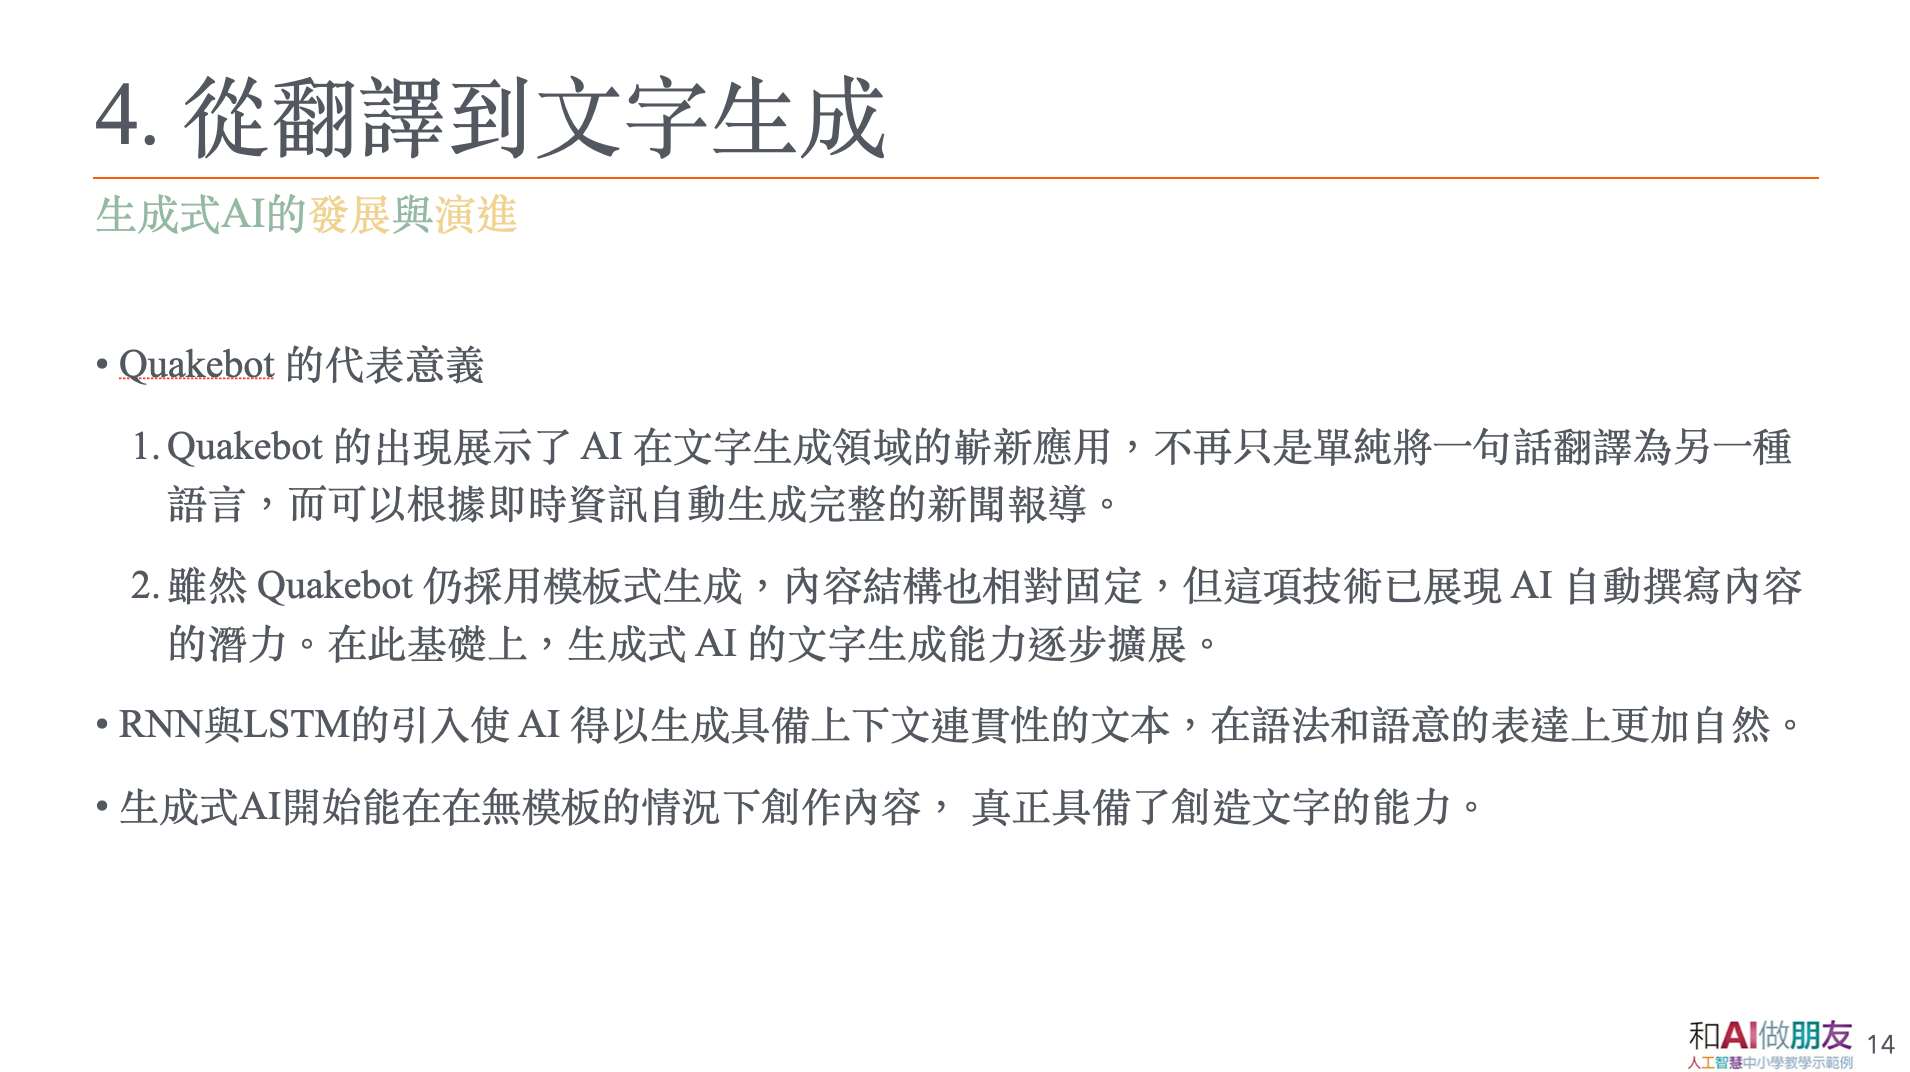 4. 從翻譯到文字生成
生成式AI的發展與演進
• Quakebot 的代表意義
1. Quakebot 的出現展示了 AI 在文字生成領域的嶄新應用，不再只是單純將一句話翻譯為另一種
語言，而可以根據即時資訊自動生成完整的新聞報導。
2. 雖然 Quakebot 仍採用模板式生成，內容結構也相對固定，但這項技術已展現 AI 自動撰寫內容
的潛力。在此基礎上，生成式 AI 的文字生成能力逐步擴展。
• RNN與LSTM的引入使 AI 得以生成具備上下文連貫性的文本，在語法和語意的表達上更加自然。
• 生成式AI開始能在在無模板的情況下創作內容， 真正具備了創造文字的能力。
和AI做朋友
人工智慧中小學教學示範例
14